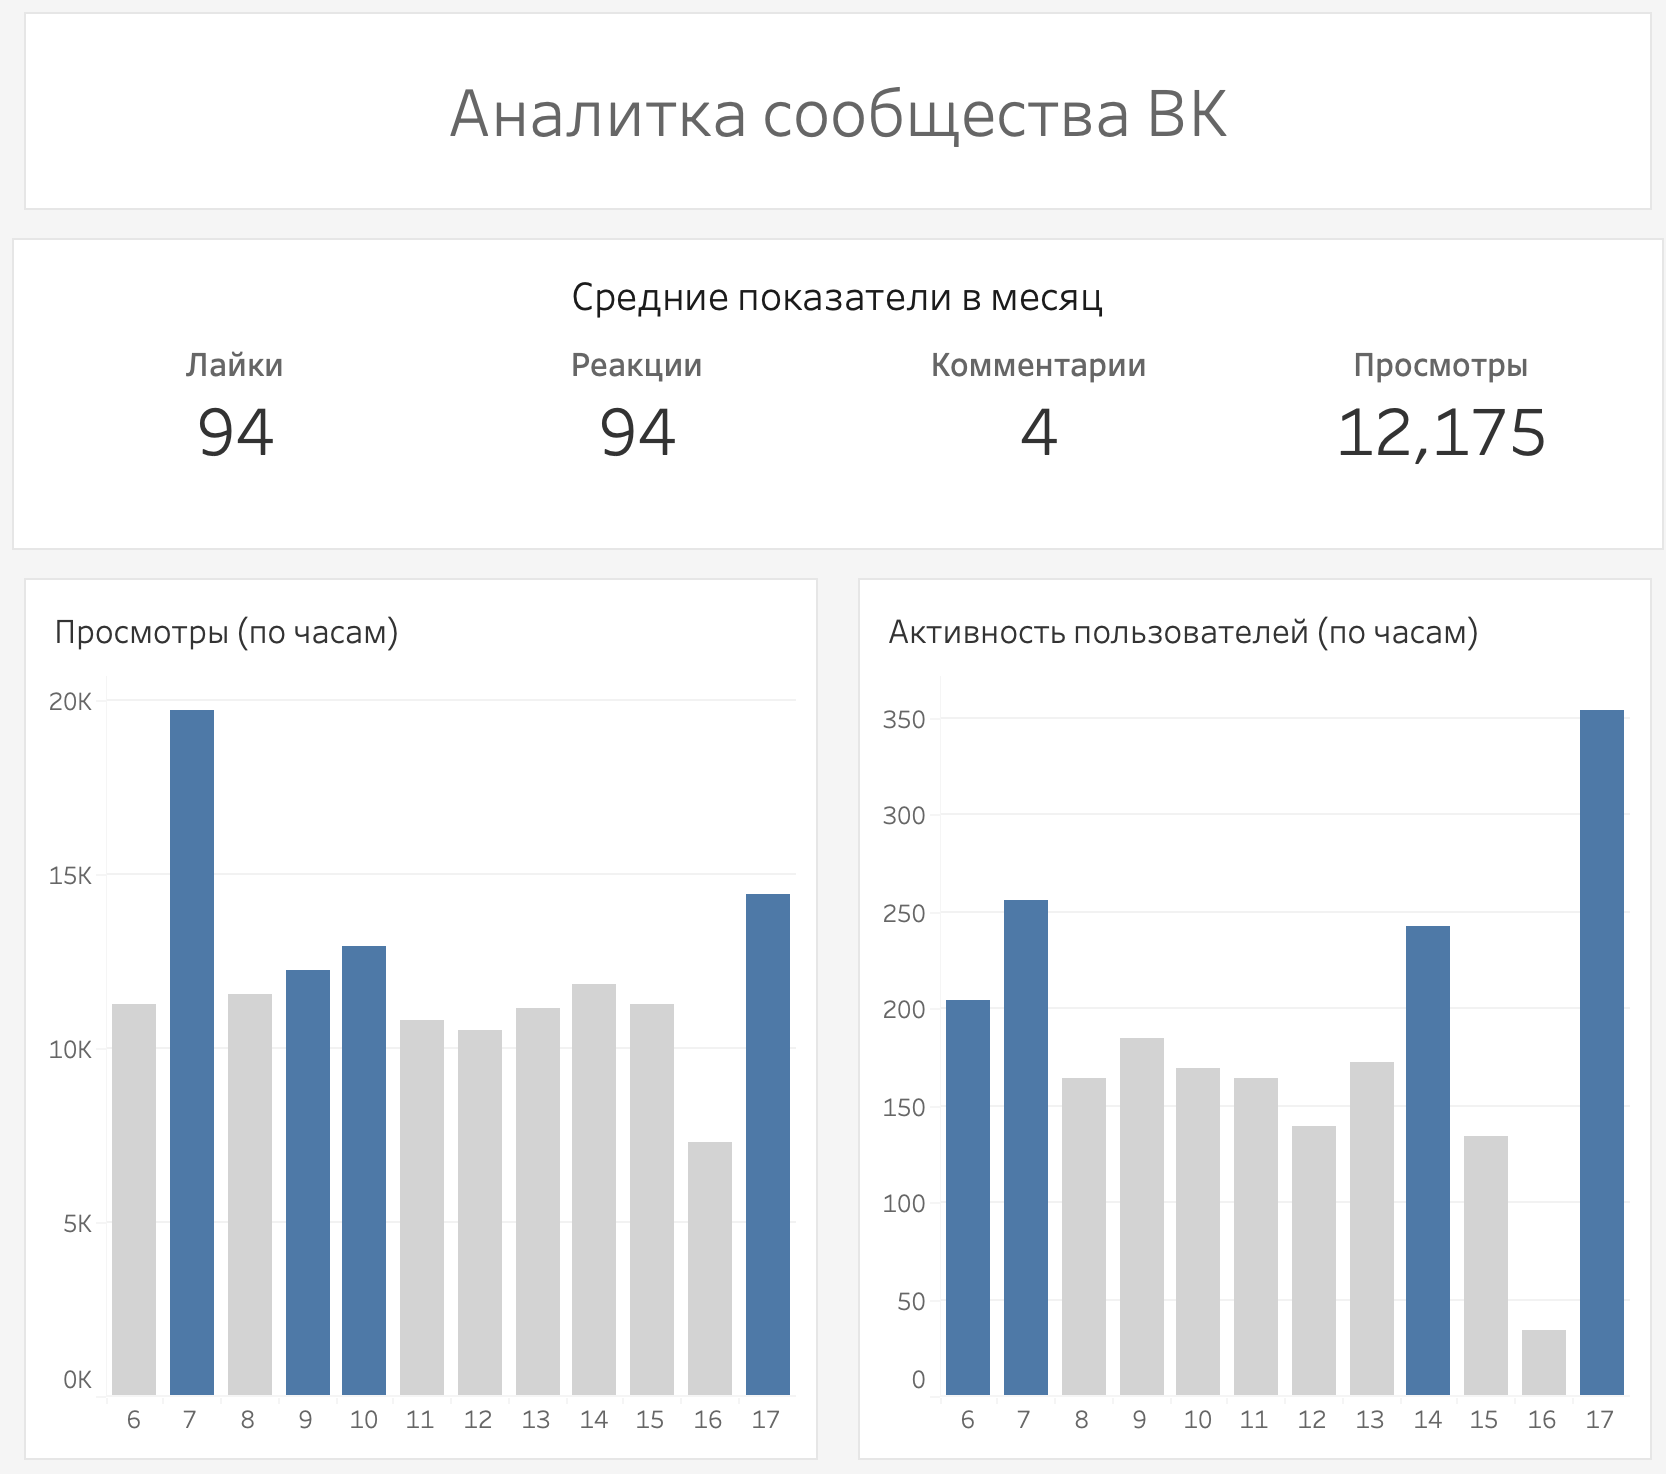 Аналитка сообщества ВК
Средние показатели в месяц
Лайки Реакции Комментарии Просмотры
94 94 4 12,175
Просмотры (по часам)
20K
15K
10K
5K
0K
6 7 8 9 10 11 12 13 14 15 16 17
Активность пользователей (по часам)
350
300
250
200
150
100
50
0
6 7 8 9 10 11 12 13 14 15 16 17